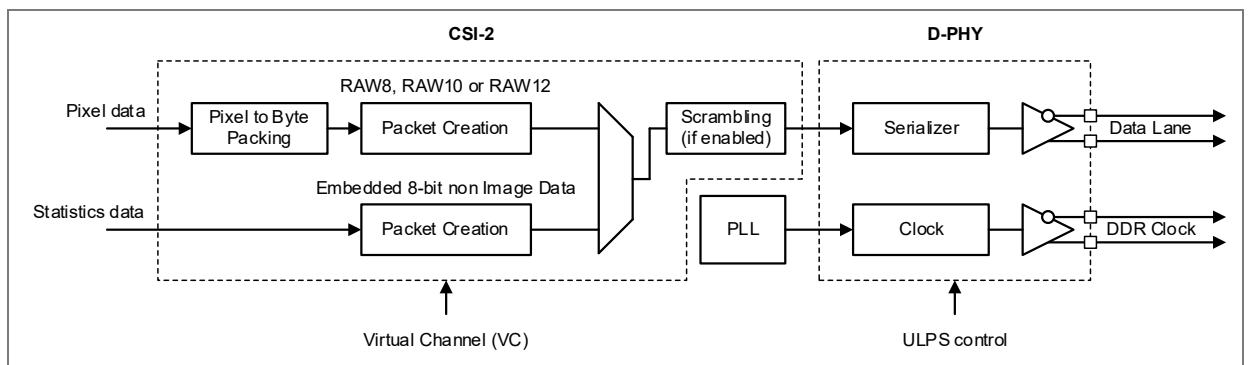 CSI-2
D-PHY
RAW8, RAW10 or RAW12
Pixel data
Pixel to Byte
Packing
Packet Creation
Scrambling
(if enabled)
Serializer
Data Lane
Embedded 8-bit non Image Data
Statistics data
Packet Creation
PLL
Clock
DDR Clock
Virtual Channel (VC)
ULPS control